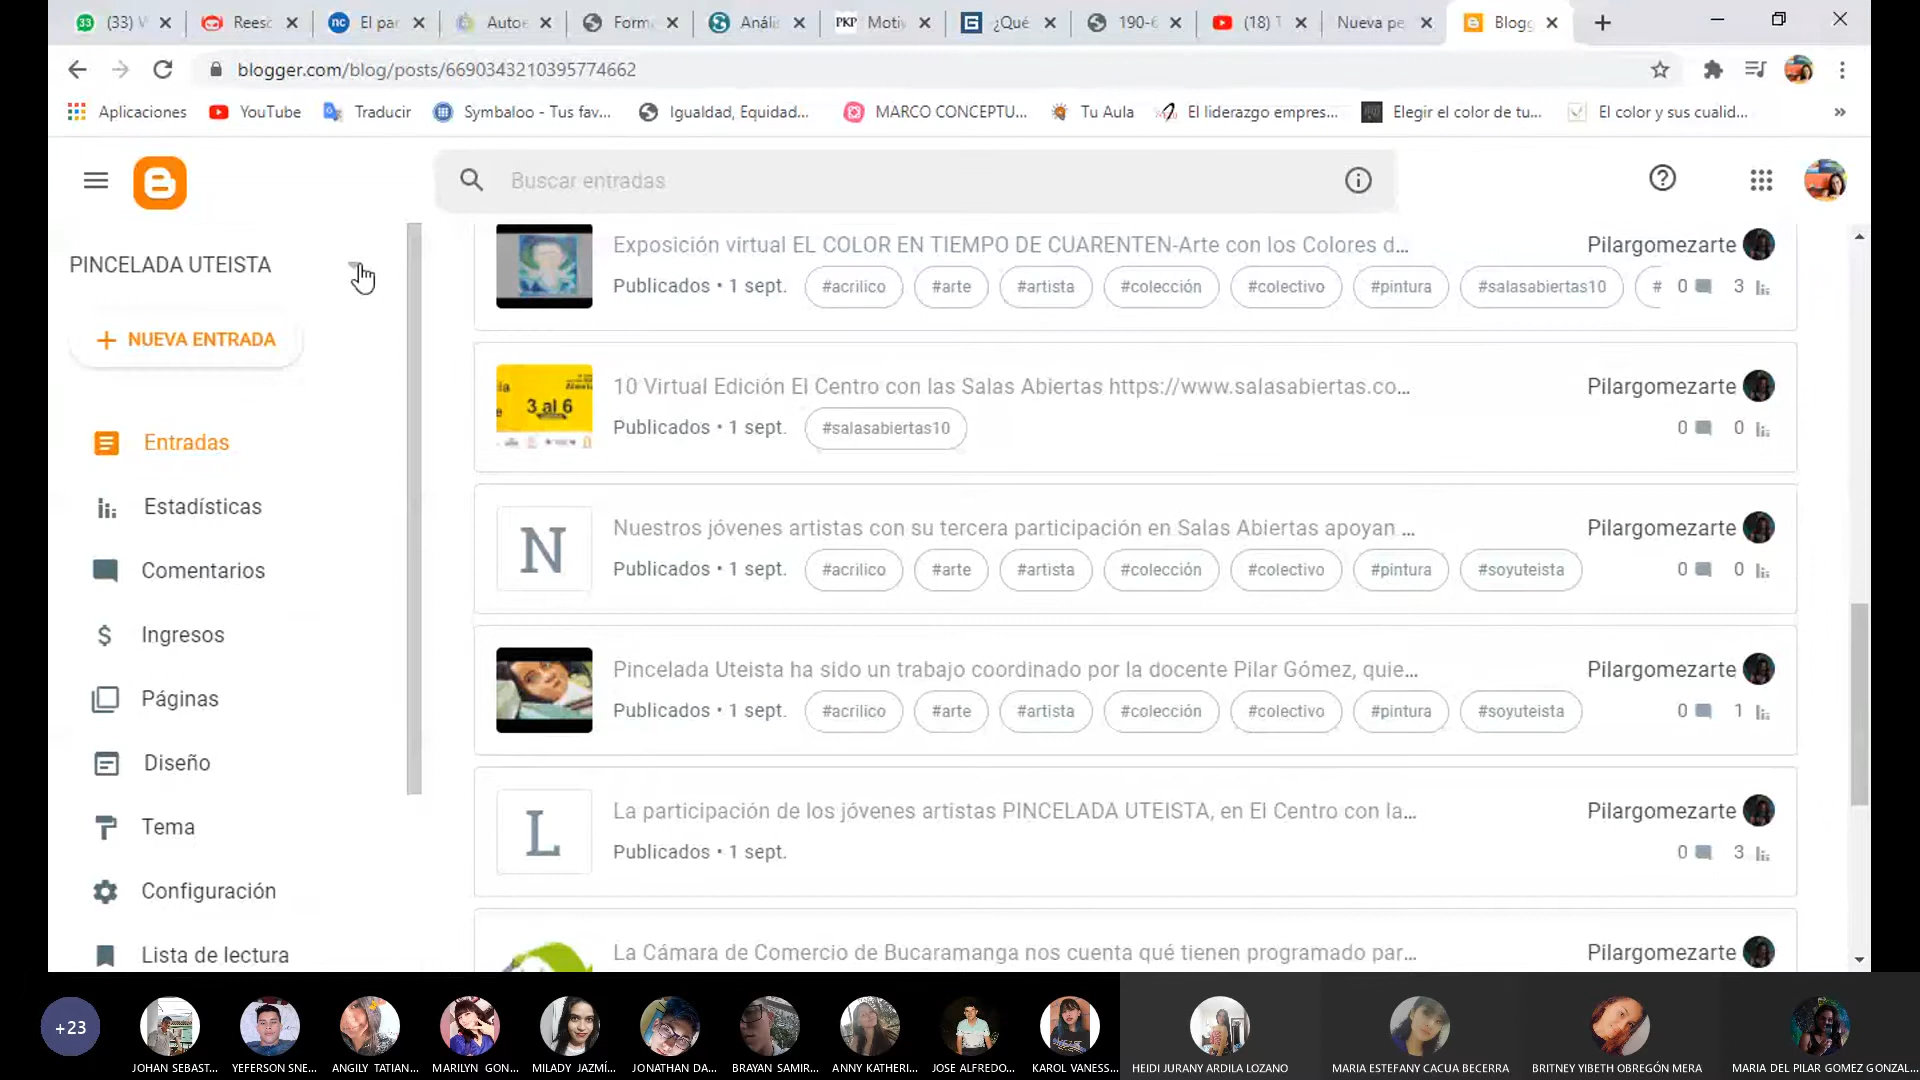 (33) W
Reesc
nc
El par
Autoe
Form
Análi
PKP
Motiv
¿Qué
190-6
(18) T
Nueva pe
Blogg
blogger.com/blog/posts/6690343210395774662
Aplicaciones
YouTube
Traducir
Symbaloo - Tus fav...
Igualdad, Equidad...
MARCO CONCEPTU...
Tu Aula
El liderazgo empres...
Elegir el color de tu...
El color y sus cualid...
»
Buscar entradas
PINCELADA UTEISTA
+ NUEVA ENTRADA
Entradas
Estadísticas
Comentarios
Ingresos
Páginas
Diseño
Tema
Configuración
Lista de lectura
Exposición virtual EL COLOR EN TIEMPO DE CUARENTEN-Arte con los Colores d...
Pilargomezarte
Publicados • 1 sept.
#acrilico #arte #artista #colección #colectivo #pintura #salasabiertas10 #
0 3
3 al 6
10 Virtual Edición El Centro con las Salas Abiertas https://www.salasabiertas.co...
Pilargomezarte
Publicados • 1 sept.
#salasabiertas10
0 0
N
Nuestros jóvenes artistas con su tercera participación en Salas Abiertas apoyan ...
Pilargomezarte
Publicados • 1 sept.
#acrilico #arte #artista #colección #colectivo #pintura #soyuteista
0 0
Pincelada Uteista ha sido un trabajo coordinado por la docente Pilar Gómez, quie...
Pilargomezarte
Publicados • 1 sept.
#acrilico #arte #artista #colección #colectivo #pintura #soyuteista
0 1
L
La participación de los jóvenes artistas PINCELADA UTEISTA, en El Centro con la...
Pilargomezarte
Publicados • 1 sept.
0 3
La Cámara de Comercio de Bucaramanga nos cuenta qué tienen programado par...
Pilargomezarte
+23
JOHAN SEBAST...
YEFERSON SNE...
ANGILY TATIAN...
MARILYN GON...
MILADY JAZMÍ...
JONATHAN DA...
BRAYAN SAMIR...
ANNY KATHERI...
JOSE ALFREDO...
KAROL VANESS...
HEIDI JURANY ARDILA LOZANO
MARIA ESTEFANY CACUA BECERRA
BRITNEY YIBETH OBREGÓN MERA
MARIA DEL PILAR GOMEZ GONZAL...